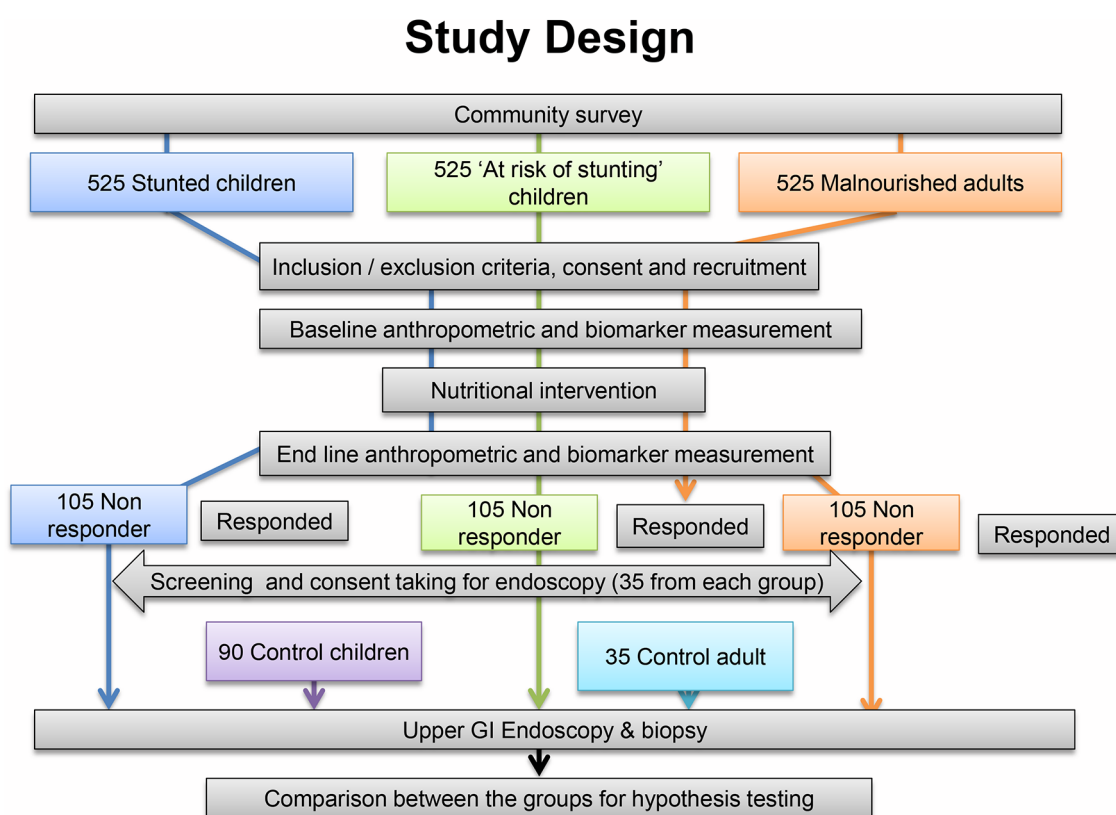 Study Design
Community survey
525 Stunted children
525 ‘At risk of stunting’
children
525 Malnourished adults
Inclusion / exclusion criteria, consent and recruitment
Baseline anthropometric and biomarker measurement
Nutritional intervention
End line anthropometric and biomarker measurement
105 Non
responder
Responded
105 Non
responder
Responded
105 Non
responder
Responded
Screening  and consent taking for endoscopy (35 from each group)
90 Control children
35 Control adult
Upper GI Endoscopy & biopsy
Comparison between the groups for hypothesis testing